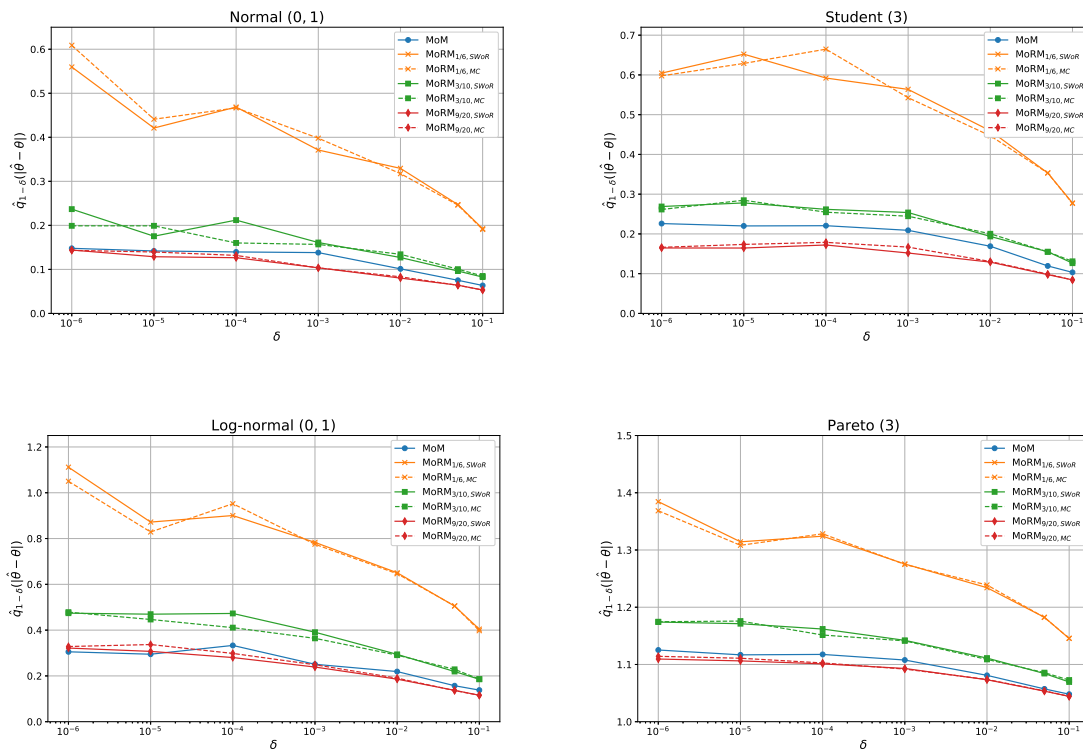 Normal (0, 1)
q̂₁₋δ(|θ̂ − θ|)
0.6
0.5
0.4
0.3
0.2
0.1
0.0
10⁻⁶ 10⁻⁵ 10⁻⁴ 10⁻³ 10⁻² 10⁻¹
δ
MoM
MoRM₁/₆, SWoR
MoRM₁/₆, MC
MoRM₃/₁₀, SWoR
MoRM₃/₁₀, MC
MoRM₉/₂₀, SWoR
MoRM₉/₂₀, MC
Student (3)
q̂₁₋δ(|θ̂ − θ|)
0.7
0.6
0.5
0.4
0.3
0.2
0.1
0.0
10⁻⁶ 10⁻⁵ 10⁻⁴ 10⁻³ 10⁻² 10⁻¹
δ
MoM
MoRM₁/₆, SWoR
MoRM₁/₆, MC
MoRM₃/₁₀, SWoR
MoRM₃/₁₀, MC
MoRM₉/₂₀, SWoR
MoRM₉/₂₀, MC
Log-normal (0, 1)
q̂₁₋δ(|θ̂ − θ|)
1.2
1.0
0.8
0.6
0.4
0.2
0.0
10⁻⁶ 10⁻⁵ 10⁻⁴ 10⁻³ 10⁻² 10⁻¹
δ
MoM
MoRM₁/₆, SWoR
MoRM₁/₆, MC
MoRM₃/₁₀, SWoR
MoRM₃/₁₀, MC
MoRM₉/₂₀, SWoR
MoRM₉/₂₀, MC
Pareto (3)
q̂₁₋δ(|θ̂ − θ|)
1.5
1.4
1.3
1.2
1.1
1.0
10⁻⁶ 10⁻⁵ 10⁻⁴ 10⁻³ 10⁻² 10⁻¹
δ
MoM
MoRM₁/₆, SWoR
MoRM₁/₆, MC
MoRM₃/₁₀, SWoR
MoRM₃/₁₀, MC
MoRM₉/₂₀, SWoR
MoRM₉/₂₀, MC